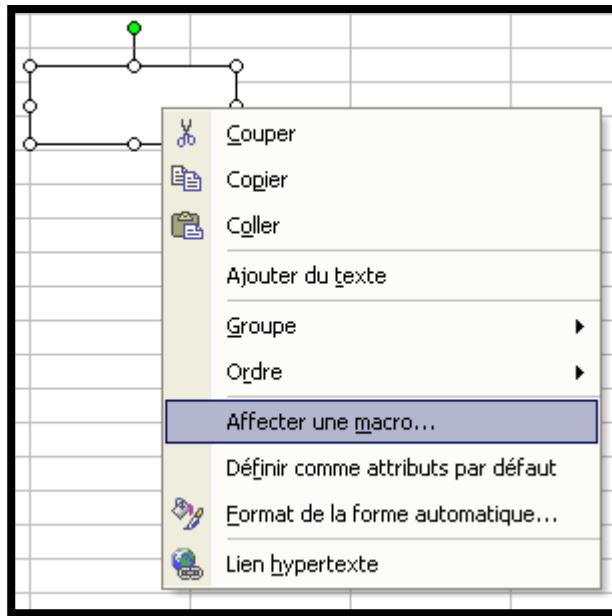 Couper
Copier
Coller
Ajouter du texte
Groupe
Ordre
Affecter une macro...
Définir comme attributs par défaut
Format de la forme automatique...
Lien hypertexte